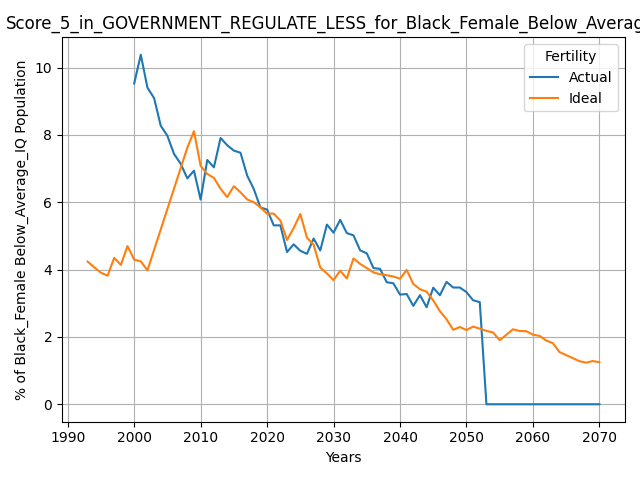 Score_5_in_GOVERNMENT_REGULATE_LESS_for_Black_Female_Below_Averag
Fertility
Actual
Ideal
% of Black_Female Below_Average_IQ Population
10
8
6
4
2
0
1990 2000 2010 2020 2030 2040 2050 2060 2070
Years